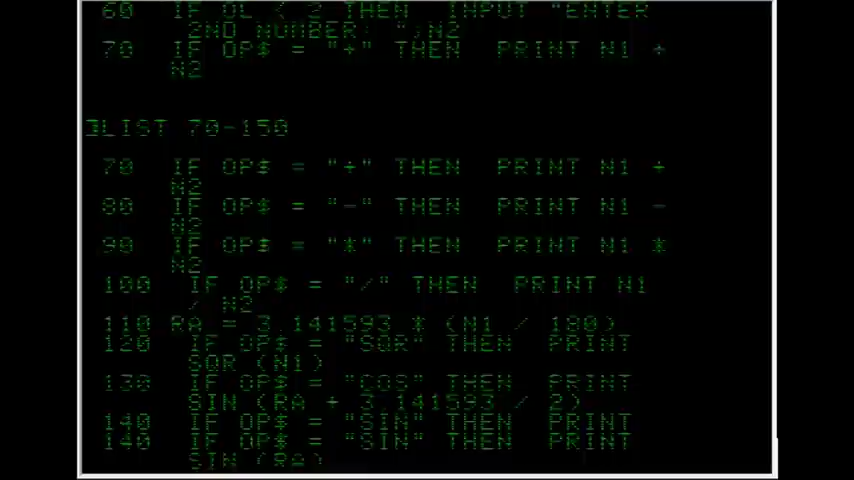 60 IF OL < 2 THEN INPUT "ENTER
2ND NUMBER: ";N2
70 IF OP$ = "+" THEN PRINT N1 +
N2
]LIST 70-150
70 IF OP$ = "+" THEN PRINT N1 +
N2
80 IF OP$ = "-" THEN PRINT N1 -
N2
90 IF OP$ = "*" THEN PRINT N1 *
N2
100 IF OP$ = "/" THEN PRINT N1
/ N2
110 RA = 3.141593 * (N1 / 180)
120 IF OP$ = "SQR" THEN PRINT
SQR (N1)
130 IF OP$ = "COS" THEN PRINT
SIN (RA + 3.141593 / 2)
140 IF OP$ = "SIN" THEN PRINT
140 IF OP$ = "SIN" THEN PRINT
SIN (RA)